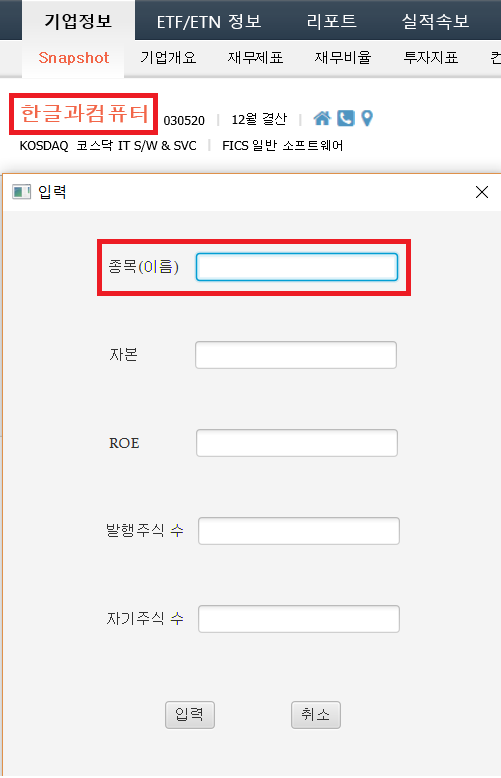 기업정보 ETF/ETN 정보 리포트 실적속보
Snapshot 기업개요 재무제표 재무비율 투자지표
한글과컴퓨터 030520 | 12월 결산 |
KOSDAQ 코스닥 IT S/W & SVC | FICS 일반 소프트웨어
입력
종목(이름)
자본
ROE
발행주식 수
자기주식 수
입력 취소